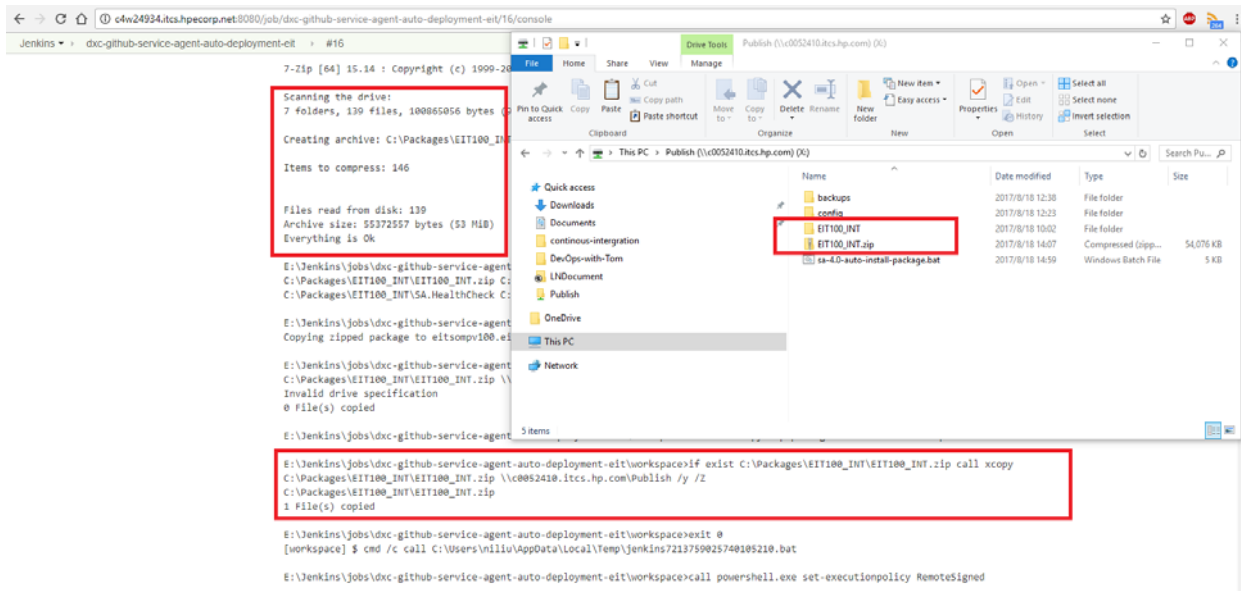 c4w24934.itcs.hpecorp.net:8080/job/dxc-github-service-agent-auto-deployment-eit/16/console
Jenkins
dxc-github-service-agent-auto-deployment-eit
#16
7-Zip [64] 15.14 : Copyright (c) 1999-20
Scanning the drive:
7 folders, 139 files, 100865056 bytes
Creating archive: C:\Packages\EIT100_IN
Items to compress: 146
Files read from disk: 139
Archive size: 55372557 bytes (53 MiB)
Everything is Ok
E:\Jenkins\jobs\dxc-github-service-agent
C:\Packages\EIT100_INT\EIT100_INT.zip C:
C:\Packages\EIT100_INT\SA.HealthCheck C:
E:\Jenkins\jobs\dxc-github-service-agent
Copying zipped package to eitsompv100.ei
E:\Jenkins\jobs\dxc-github-service-agent
C:\Packages\EIT100_INT\EIT100_INT.zip \\
Invalid drive specification
0 File(s) copied
E:\Jenkins\jobs\dxc-github-service-agent
E:\Jenkins\jobs\dxc-github-service-agent-auto-deployment-eit\workspace>if exist C:\Packages\EIT100_INT\EIT100_INT.zip call xcopy
C:\Packages\EIT100_INT\EIT100_INT.zip \\c0052410.itcs.hp.com\Publish /y /Z
C:\Packages\EIT100_INT\EIT100_INT.zip
1 File(s) copied
E:\Jenkins\jobs\dxc-github-service-agent-auto-deployment-eit\workspace>exit 0
[workspace] $ cmd /c call C:\Users\niliu\AppData\Local\Temp\jenkins7213759025740105210.bat
E:\Jenkins\jobs\dxc-github-service-agent-auto-deployment-eit\workspace>call powershell.exe set-executionpolicy RemoteSigned
Drive Tools
Publish (\\c0052410.itcs.hp.com) (X:)
File
Home
Share
View
Manage
Pin to Quick access
Copy
Paste
Cut
Copy path
Paste shortcut
Clipboard
Move to
Copy to
Delete
Rename
Organize
New folder
New item
Easy access
New
Properties
Open
Edit
History
Open
Select all
Select none
Invert selection
Select
This PC > Publish (\\c0052410.itcs.hp.com) (X:)
Search Pu...
Quick access
Downloads
Documents
continous-intergration
DevOps-with-Tom
LNDocument
Publish
OneDrive
This PC
Network
Name Date modified Type Size
backups 2017/8/18 12:38 File folder
config 2017/8/18 12:23 File folder
EIT100_INT 2017/8/18 10:02 File folder
EIT100_INT.zip 2017/8/18 14:07 Compressed (zipp... 54,076 KB
sa-4.0-auto-install-package.bat 2017/8/18 14:59 Windows Batch File 5 KB
5 items